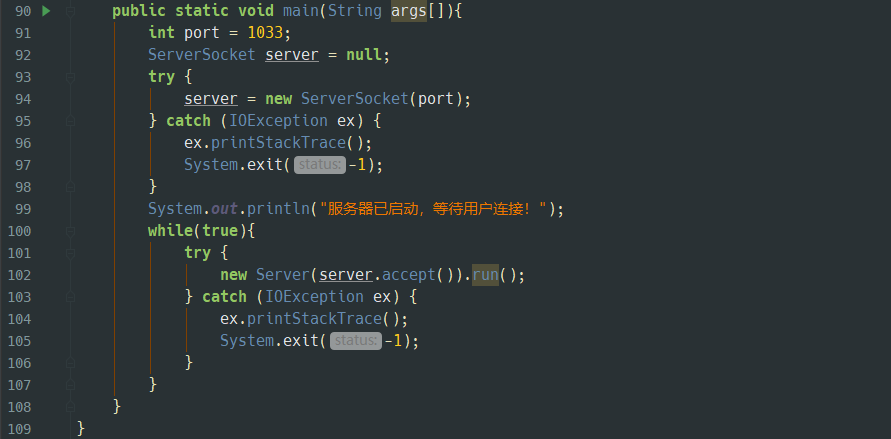 90 public static void main(String args[]){
91 int port = 1033;
92 ServerSocket server = null;
93 try {
94 server = new ServerSocket(port);
95 } catch (IOException ex) {
96 ex.printStackTrace();
97 System.exit( status: -1);
98 }
99 System.out.println("服务器已启动，等待用户连接！");
100 while(true){
101 try {
102 new Server(server.accept()).run();
103 } catch (IOException ex) {
104 ex.printStackTrace();
105 System.exit( status: -1);
106 }
107 }
108 }
109 }